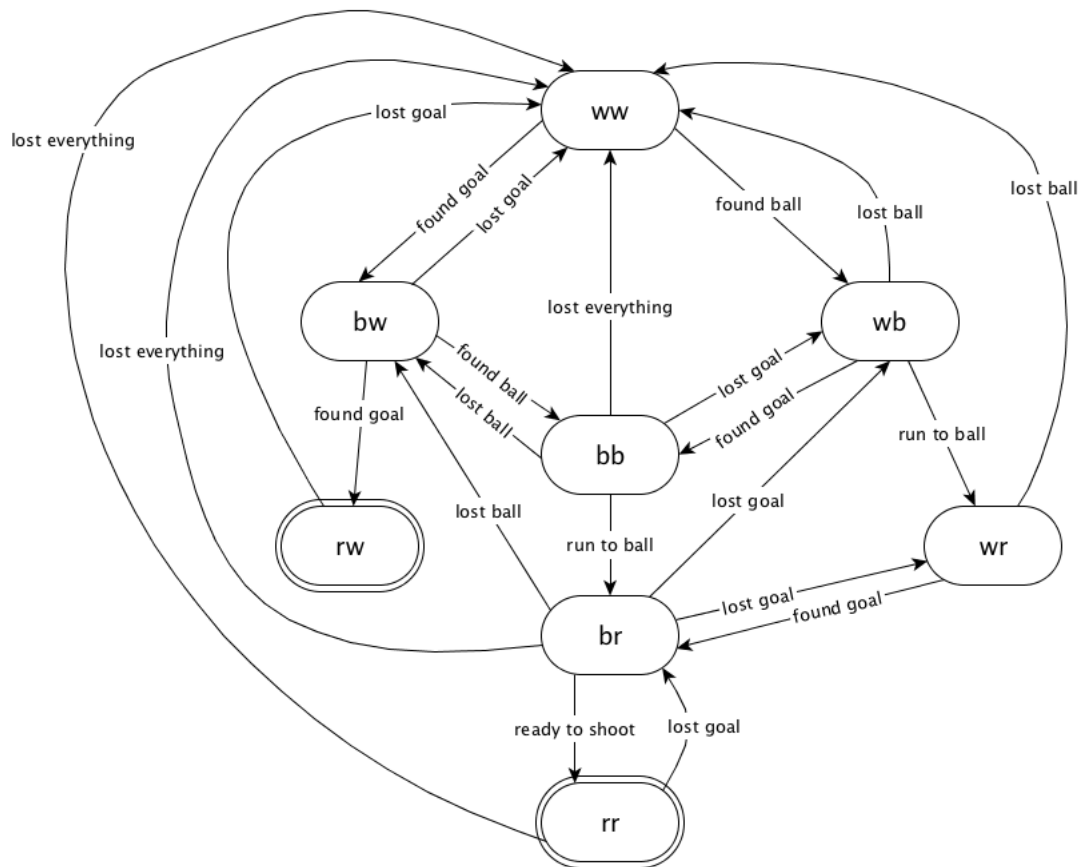 ww
lost goal
lost everything
lost ball
found goal
lost goal
found ball
lost ball
bw
lost everything
wb
lost everything
found ball
lost goal
lost ball
found goal
found goal
run to ball
bb
lost ball
lost goal
rw
run to ball
wr
lost goal
found goal
br
ready to shoot
lost goal
rr